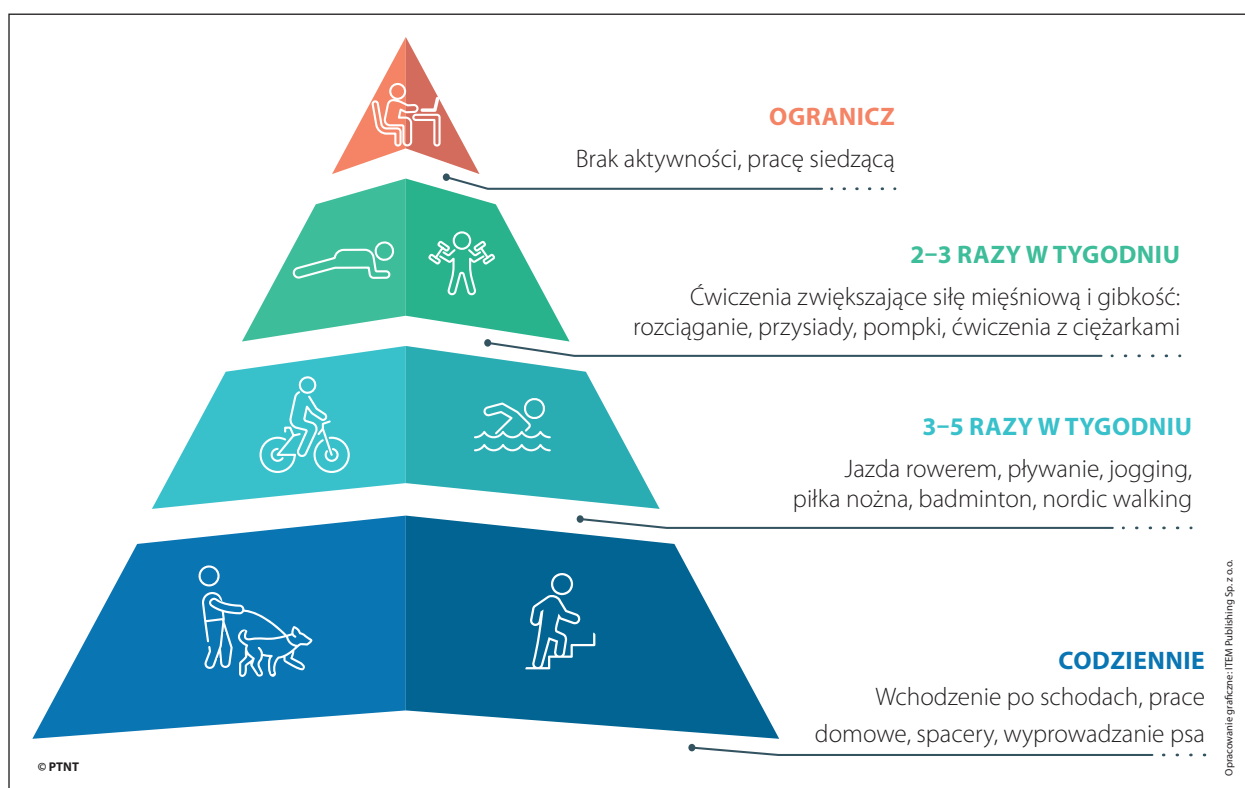 OGRANICZ
Brak aktywności, pracę siedzącą
2–3 RAZY W TYGODNIU
Ćwiczenia zwiększające siłę mięśniową i gibkość:
rozciąganie, przysiady, pompki, ćwiczenia z ciężarkami
3–5 RAZY W TYGODNIU
Jazda rowerem, pływanie, jogging,
piłka nożna, badminton, nordic walking
CODZIENNIE
Wchodzenie po schodach, prace
domowe, spacery, wyprowadzanie psa
© PTNT
Opracowanie graficzne: ITEM Publishing Sp. z o.o.